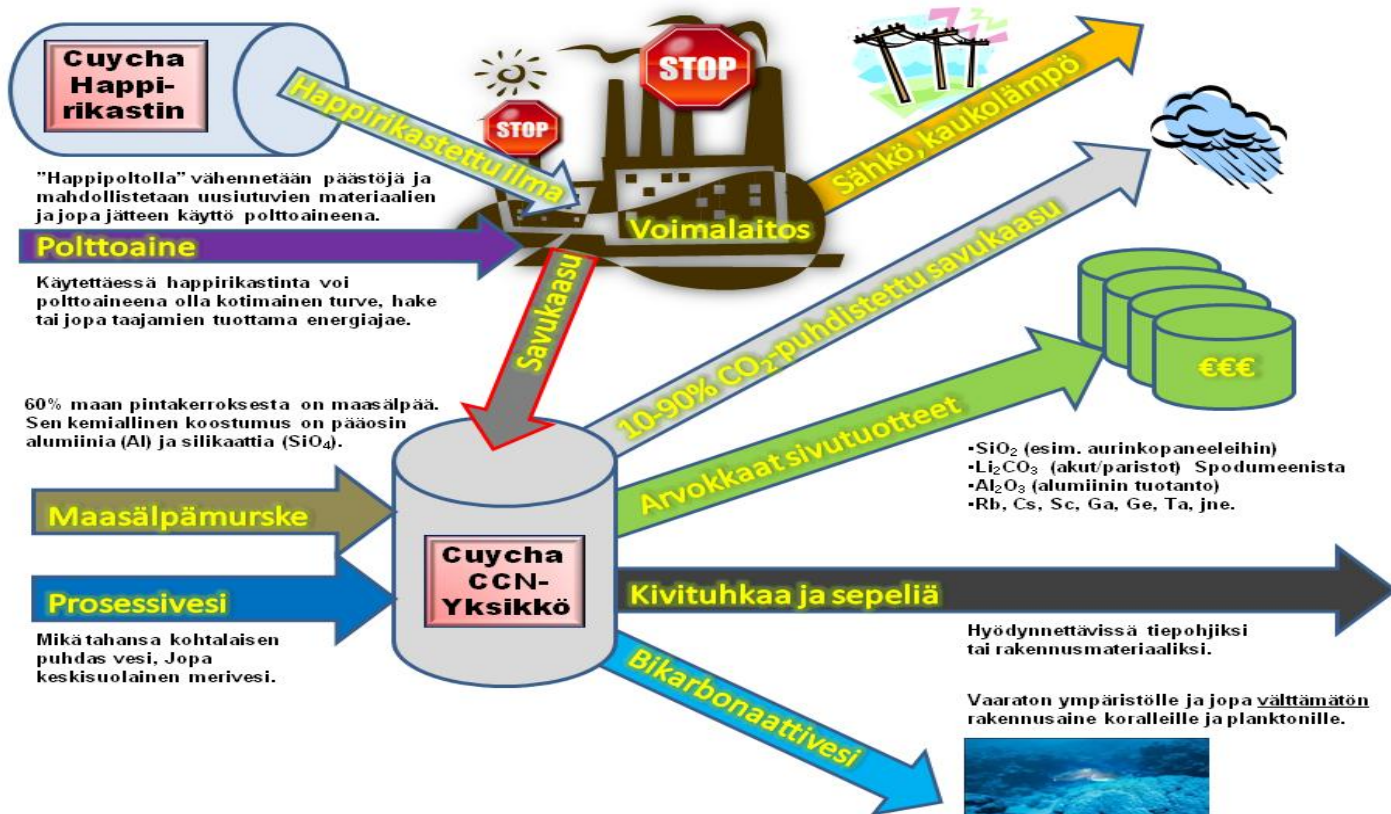 Cuycha
Happi-
rikastin
Happirikastettu ilma
STOP
STOP
Sähkö, kaukolämpö
"Happipoltolla" vähennetään päästöjä ja
mahdollistetaan uusiutuvien materiaalien
ja jopa jätteen käyttö polttoaineena.
Polttoaine
Voimalaitos
Käytettäessä happirikastinta voi
polttoaineena olla kotimainen turve, hake
tai jopa taajamien tuottama energiajae.
Savukaasu
10-90% CO₂-puhdistettu savukaasu
€€€
60% maan pintakerroksesta on maasälpää.
Sen kemiallinen koostumus on pääosin
alumiinia (Al) ja silikaattia (SiO₄).
Arvokkaat sivutuotteet
-SiO₂ (esim. aurinkopaneeleihin)
-Li₂CO₃ (akut/paristot) Spodumeenista
-Al₂O₃ (alumiinin tuotanto)
-Rb, Cs, Sc, Ga, Ge, Ta, jne.
Maasälpämurske
Cuycha
CCN-
Yksikkö
Prosessivesi
Kivituhkaa ja sepeliä
Mikä tahansa kohtalaisen
puhdas vesi, Jopa
keskisuolainen merivesi.
Hyödynnettävissä tiepohjiksi
tai rakennusmateriaaliksi.
Bikarbonaattivesi
Vaaraton ympäristölle ja jopa välttämätön
rakennusaine koralleille ja planktonille.